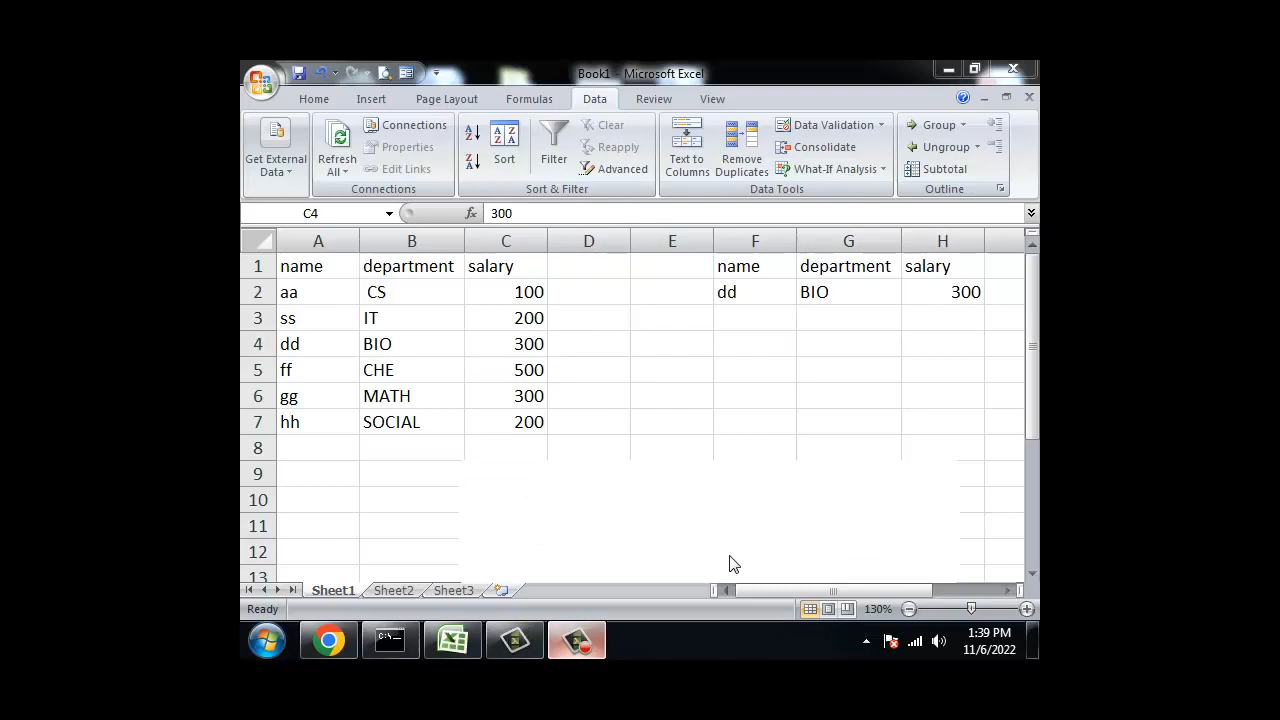 Book1 - Microsoft Excel
Home Insert Page Layout Formulas Data Review View
Get External Data
Refresh All
Connections
Properties
Edit Links
Connections
Sort
Filter
Clear
Reapply
Advanced
Sort & Filter
Text to Columns
Remove Duplicates
Data Validation
Consolidate
What-If Analysis
Data Tools
Group
Ungroup
Subtotal
Outline
C4 fx 300
A B C D E F G H
1 name department salary name department salary
2 aa CS 100 dd BIO 300
3 ss IT 200
4 dd BIO 300
5 ff CHE 500
6 gg MATH 300
7 hh SOCIAL 200
8
9
10
11
12
13
Sheet1 Sheet2 Sheet3
Ready 130%
1:39 PM
11/6/2022